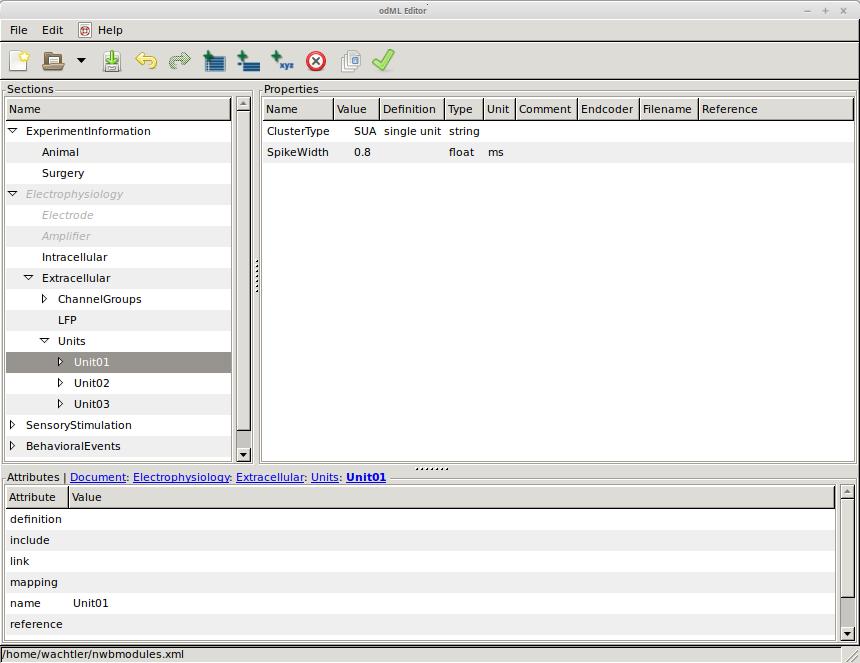 odML Editor
File Edit Help
xyz
Sections
Name
ExperimentInformation
Animal
Surgery
Electrophysiology
Electrode
Amplifier
Intracellular
Extracellular
ChannelGroups
LFP
Units
Unit01
Unit02
Unit03
SensoryStimulation
BehavioralEvents
Properties
Name Value Definition Type Unit Comment Endcoder Filename Reference
ClusterType SUA single unit string
SpikeWidth 0.8 float ms
Attributes | Document: Electrophysiology: Extracellular: Units: Unit01
Attribute Value
definition
include
link
mapping
name Unit01
reference
/home/wachtler/nwbmodules.xml